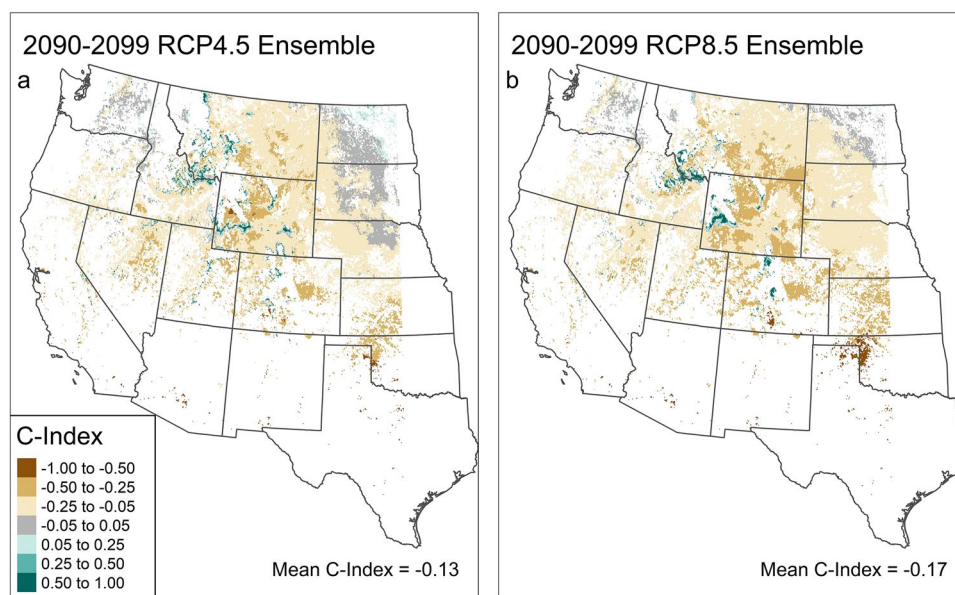 2090-2099 RCP4.5 Ensemble
a
C-Index
-1.00 to -0.50
-0.50 to -0.25
-0.25 to -0.05
-0.05 to 0.05
0.05 to 0.25
0.25 to 0.50
0.50 to 1.00
Mean C-Index = -0.13
2090-2099 RCP8.5 Ensemble
b
Mean C-Index = -0.17